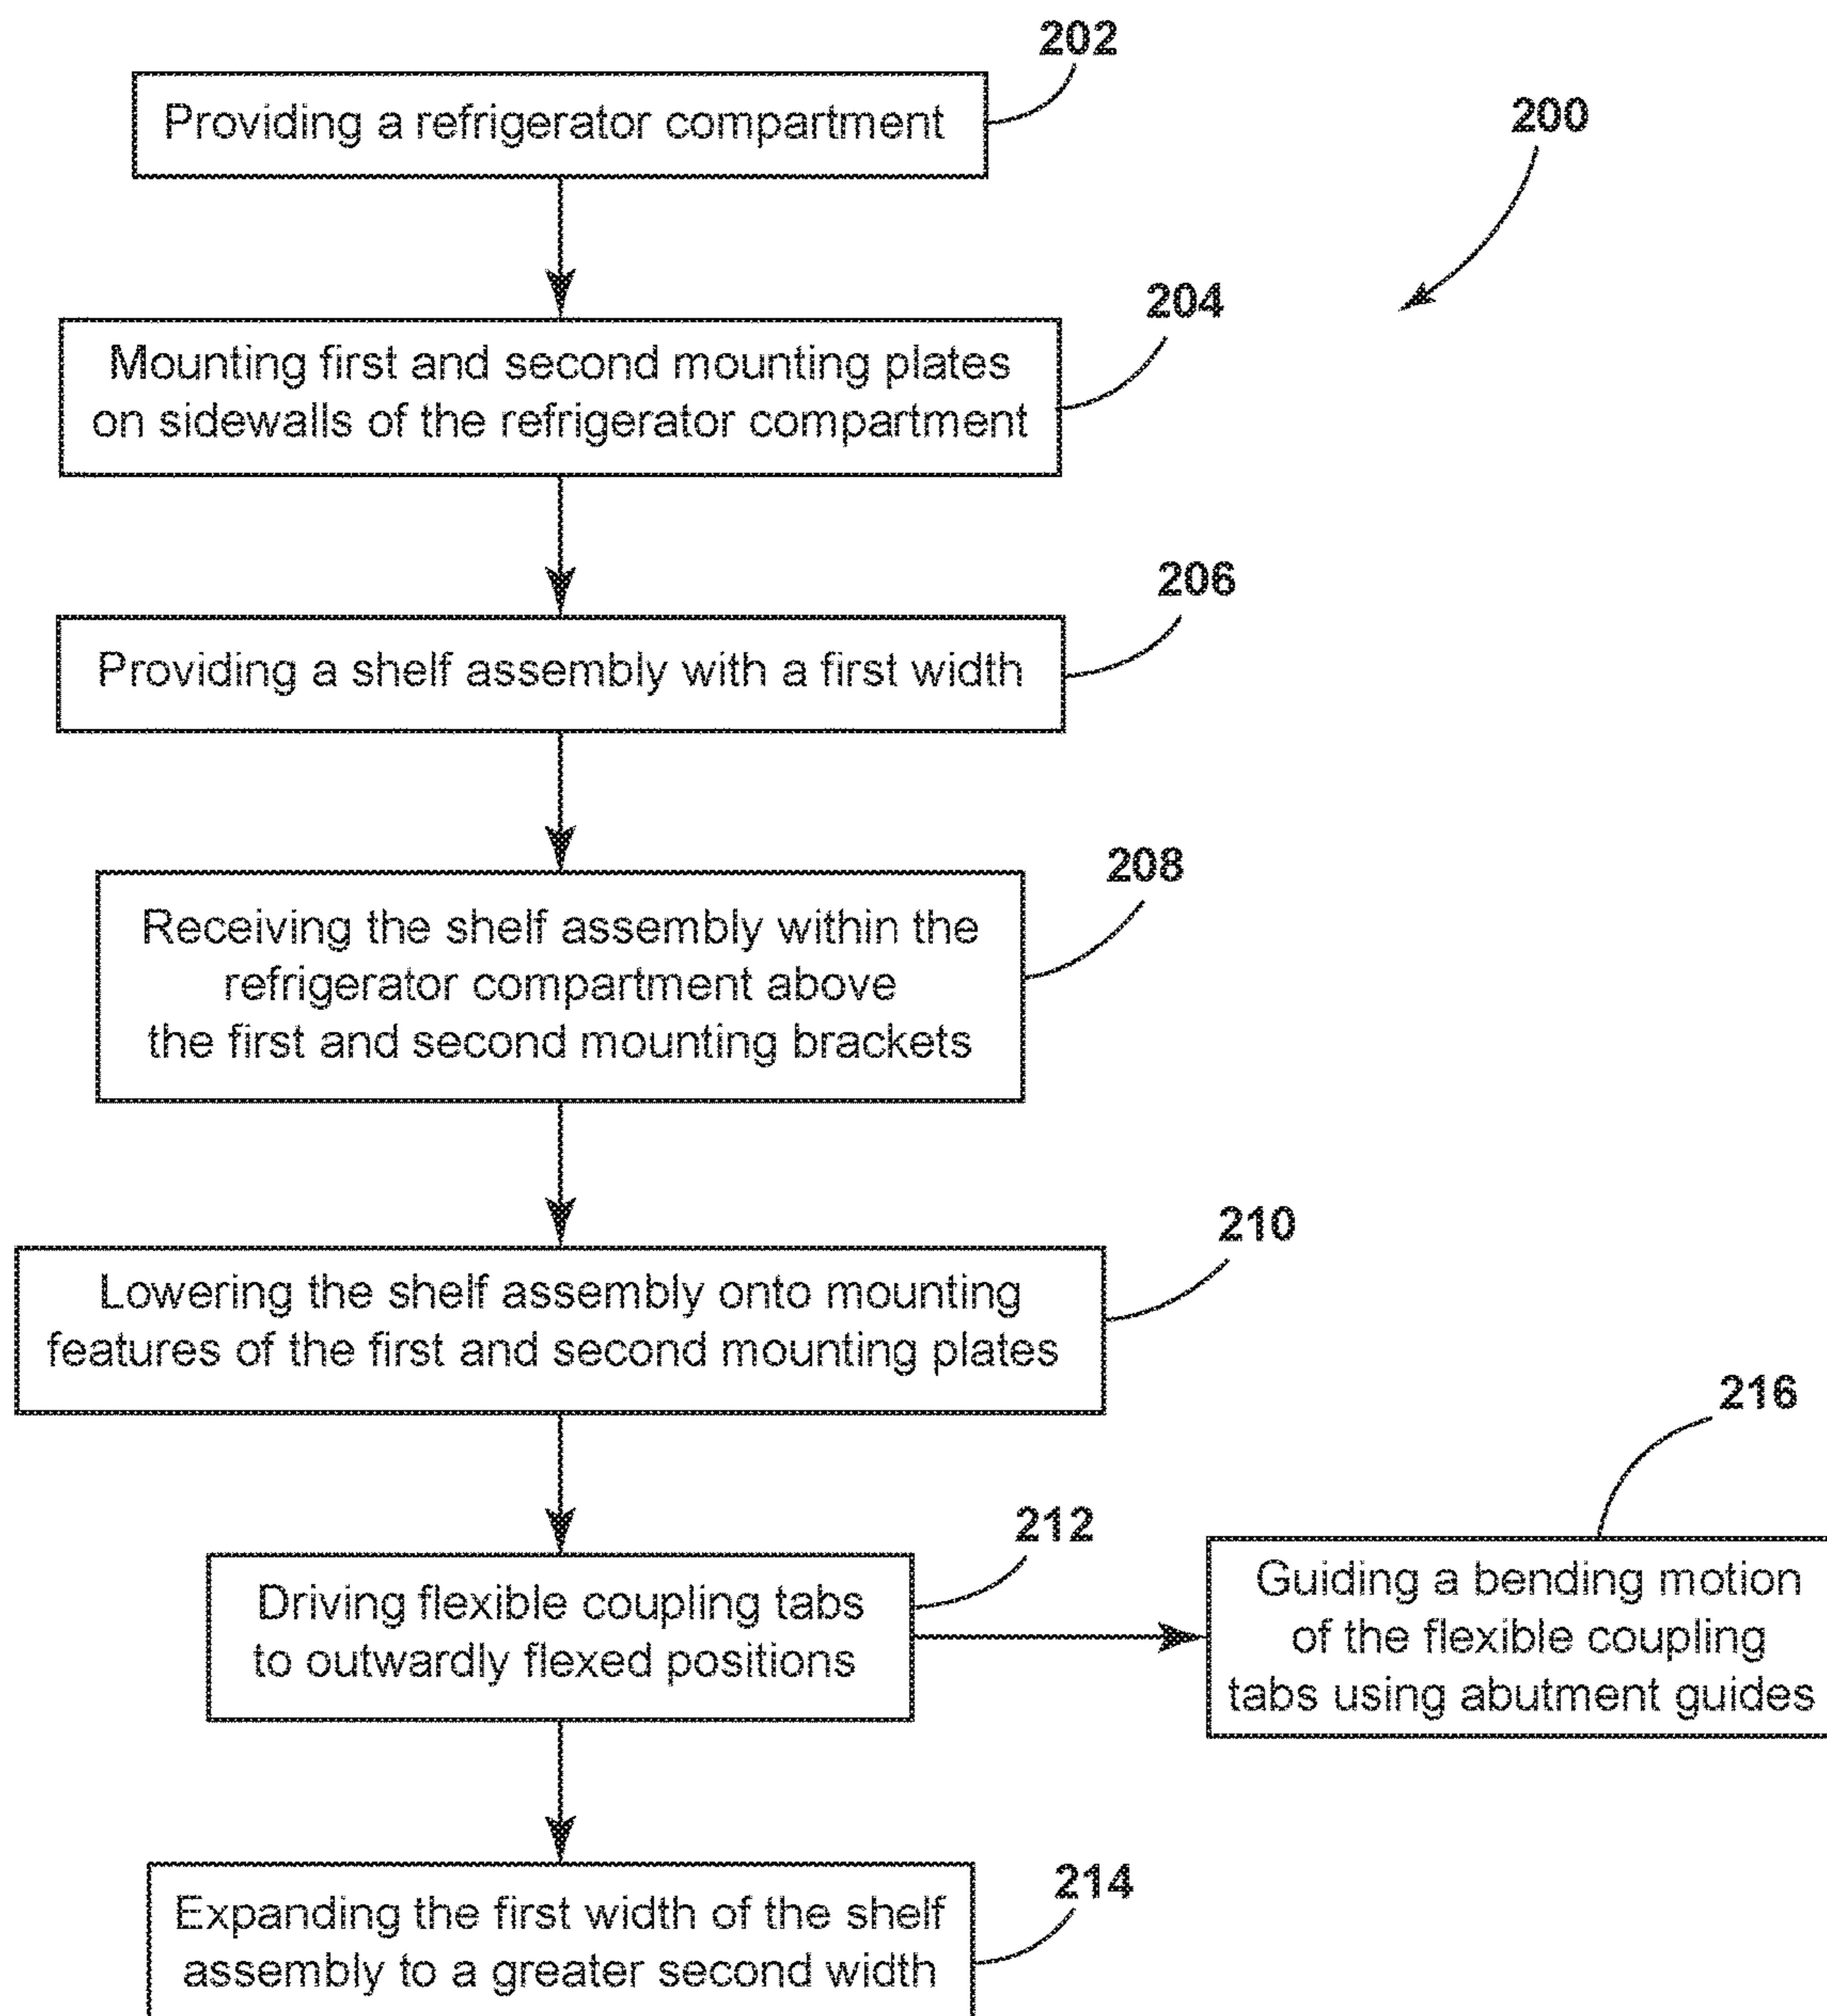 202
Providing a refrigerator compartment
200
204
Mounting first and second mounting plates
on sidewalls of the refrigerator compartment
206
Providing a shelf assembly with a first width
208
Receiving the shelf assembly within the
refrigerator compartment above
the first and second mounting brackets
210
Lowering the shelf assembly onto mounting
features of the first and second mounting plates
212
Driving flexible coupling tabs
to outwardly flexed positions
216
Guiding a bending motion
of the flexible coupling
tabs using abutment guides
214
Expanding the first width of the shelf
assembly to a greater second width